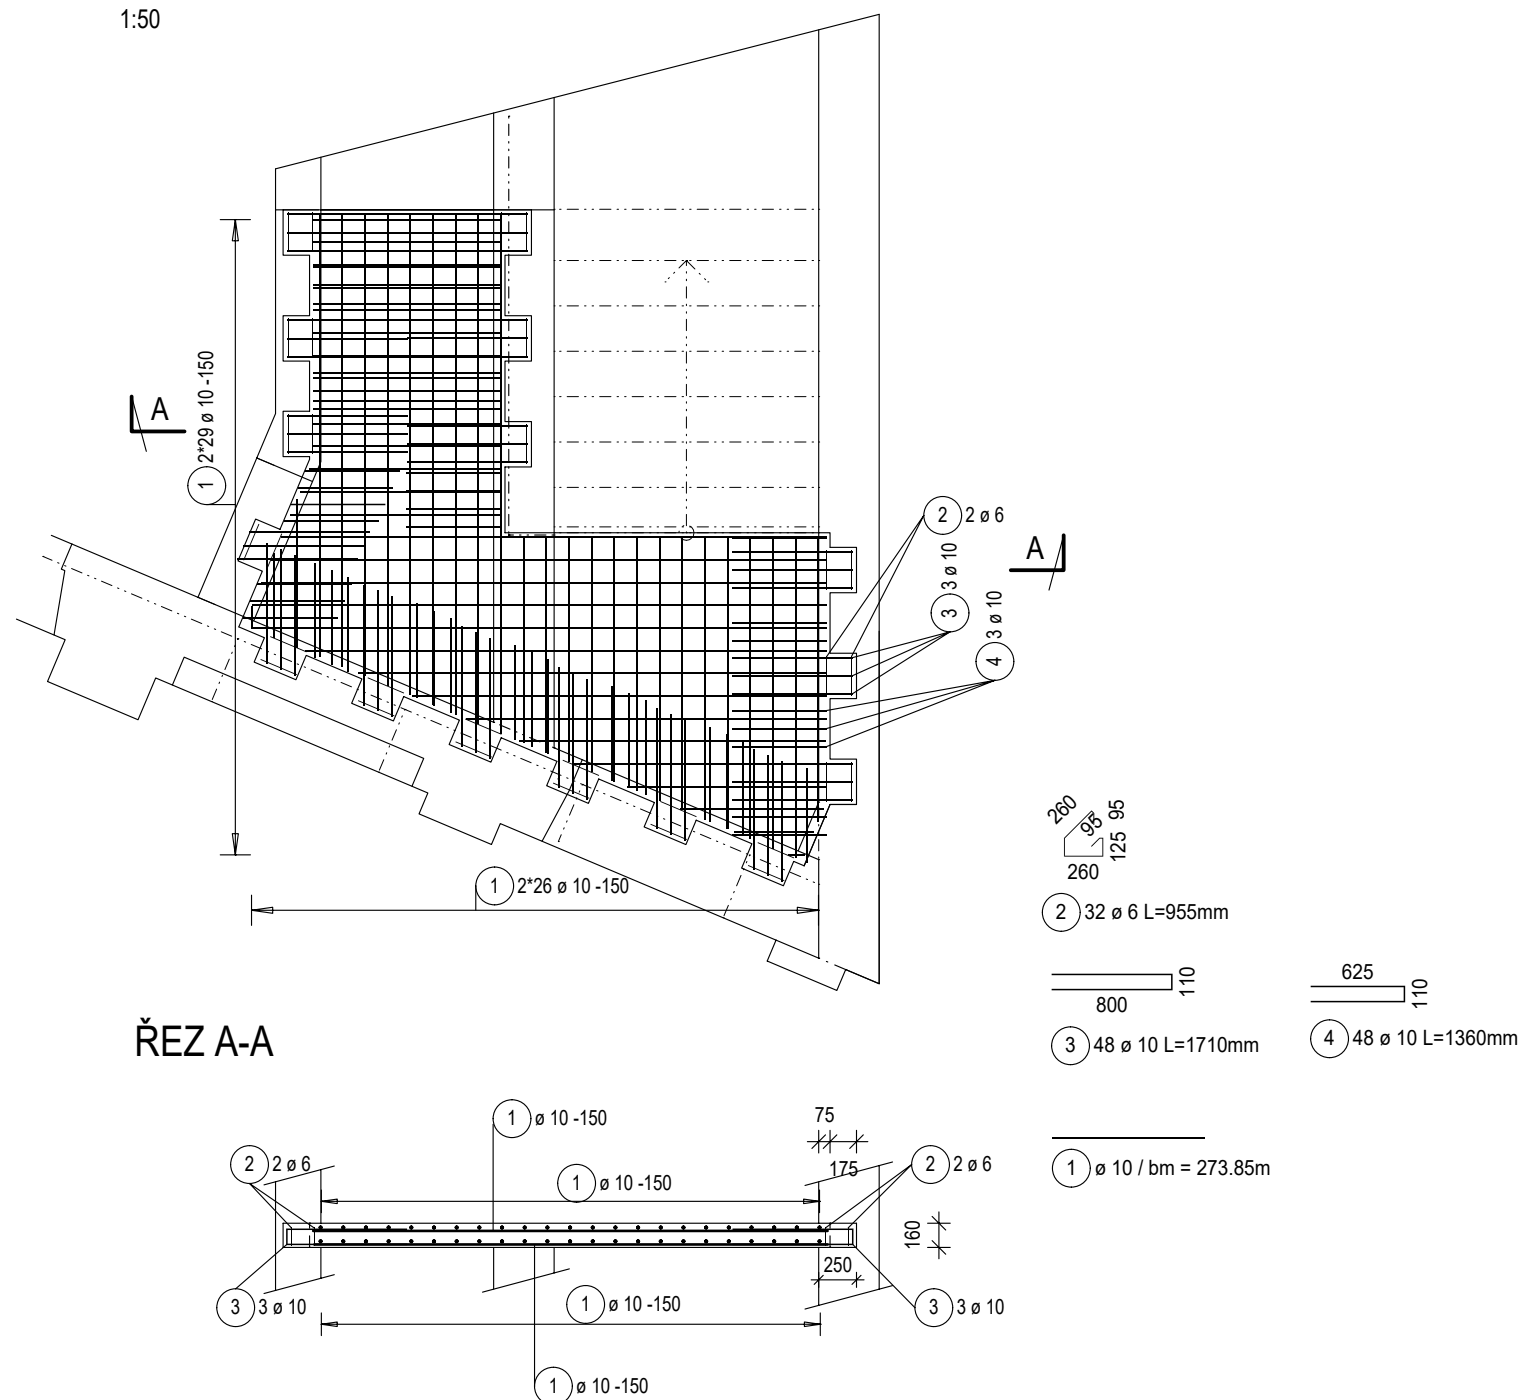 1:50
A
1 2*29 ø 10 -150
2 2 ø 6
A
3 3 ø 10
4 3 ø 10
1 2*26 ø 10 -150
260
95
95
125
260
2 32 ø 6 L=955mm
110
800
3 48 ø 10 L=1710mm
625
110
4 48 ø 10 L=1360mm
1 ø 10 / bm = 273.85m
ŘEZ A-A
1 ø 10 -150
75
175
2 2 ø 6
1 ø 10 -150
2 2 ø 6
160
250
3 3 ø 10
1 ø 10 -150
3 3 ø 10
1 ø 10 -150